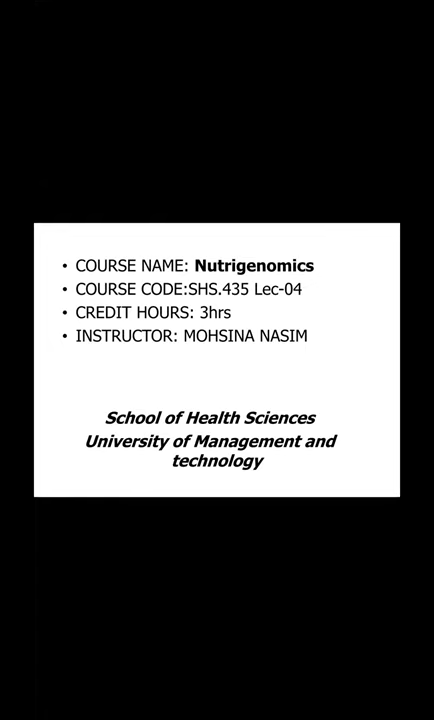 • COURSE NAME: Nutrigenomics
• COURSE CODE:SHS.435 Lec-04
• CREDIT HOURS: 3hrs
• INSTRUCTOR: MOHSINA NASIM
School of Health Sciences
University of Management and
technology